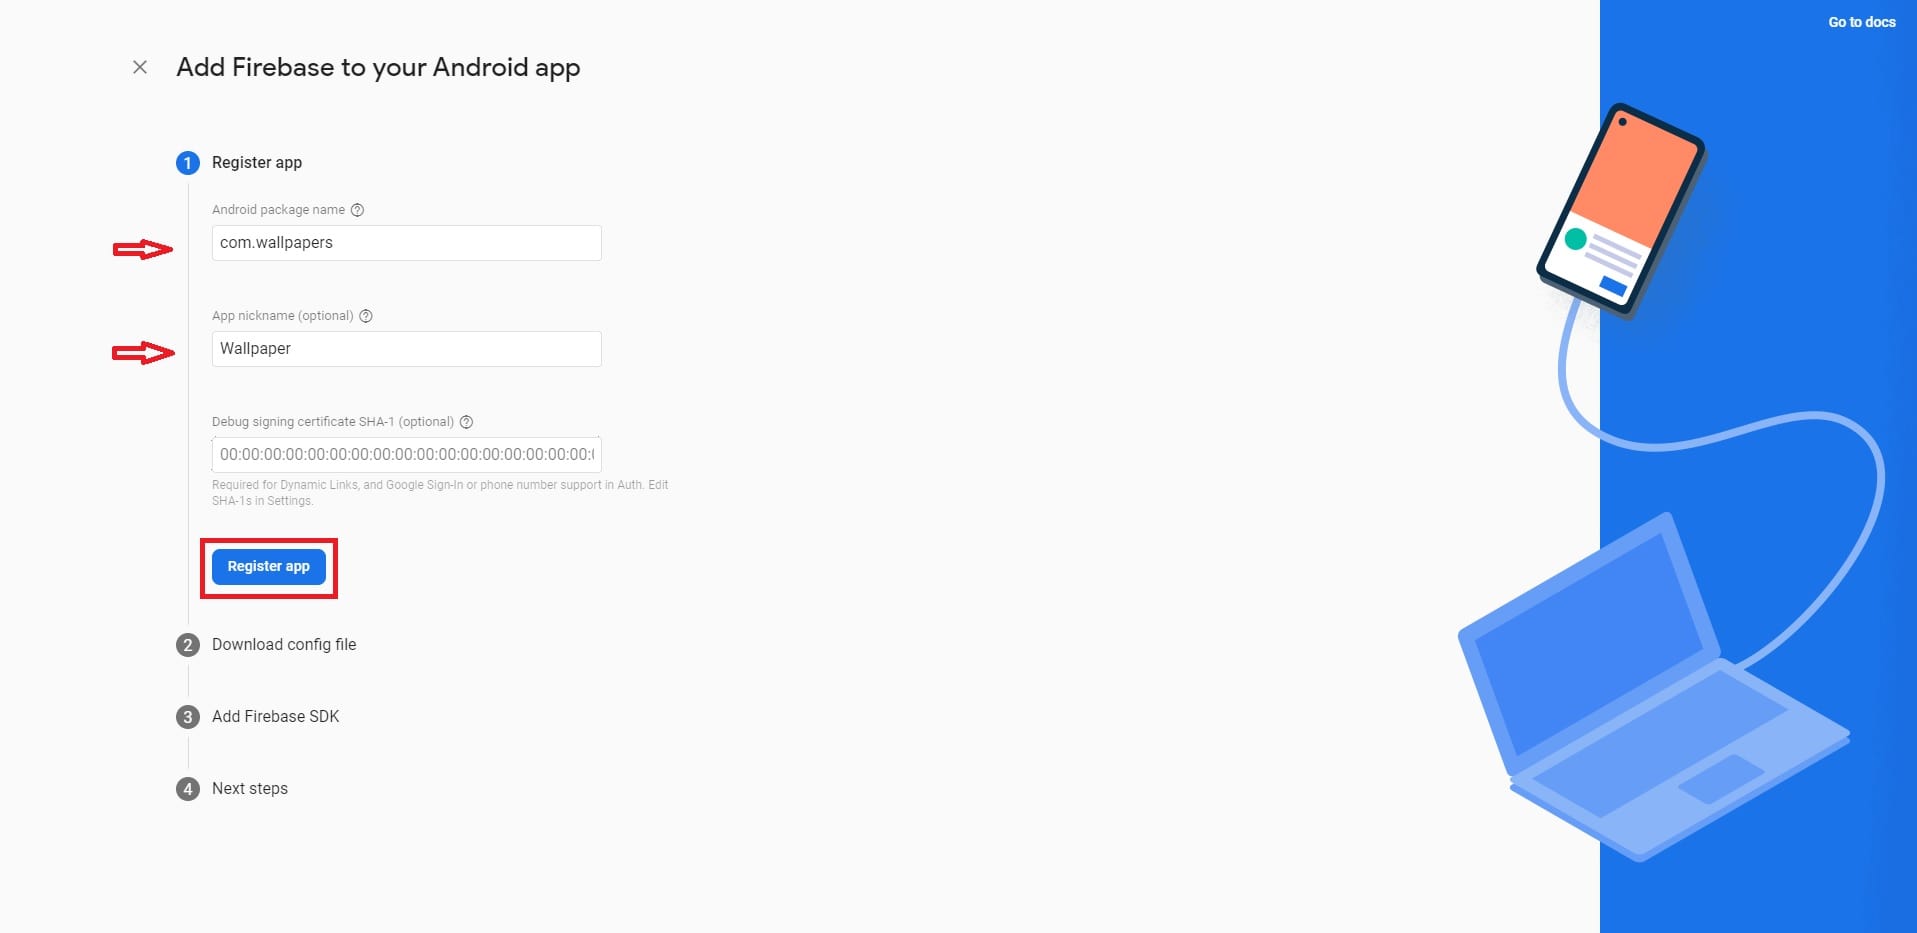 Go to docs
Add Firebase to your Android app
1 Register app
Android package name
com.wallpapers
App nickname (optional)
Wallpaper
Debug signing certificate SHA-1 (optional)
00:00:00:00:00:00:00:00:00:00:00:00:00:00:00:00:00:
Required for Dynamic Links, and Google Sign-In or phone number support in Auth. Edit
SHA-1s in Settings.
Register app
2 Download config file
3 Add Firebase SDK
4 Next steps